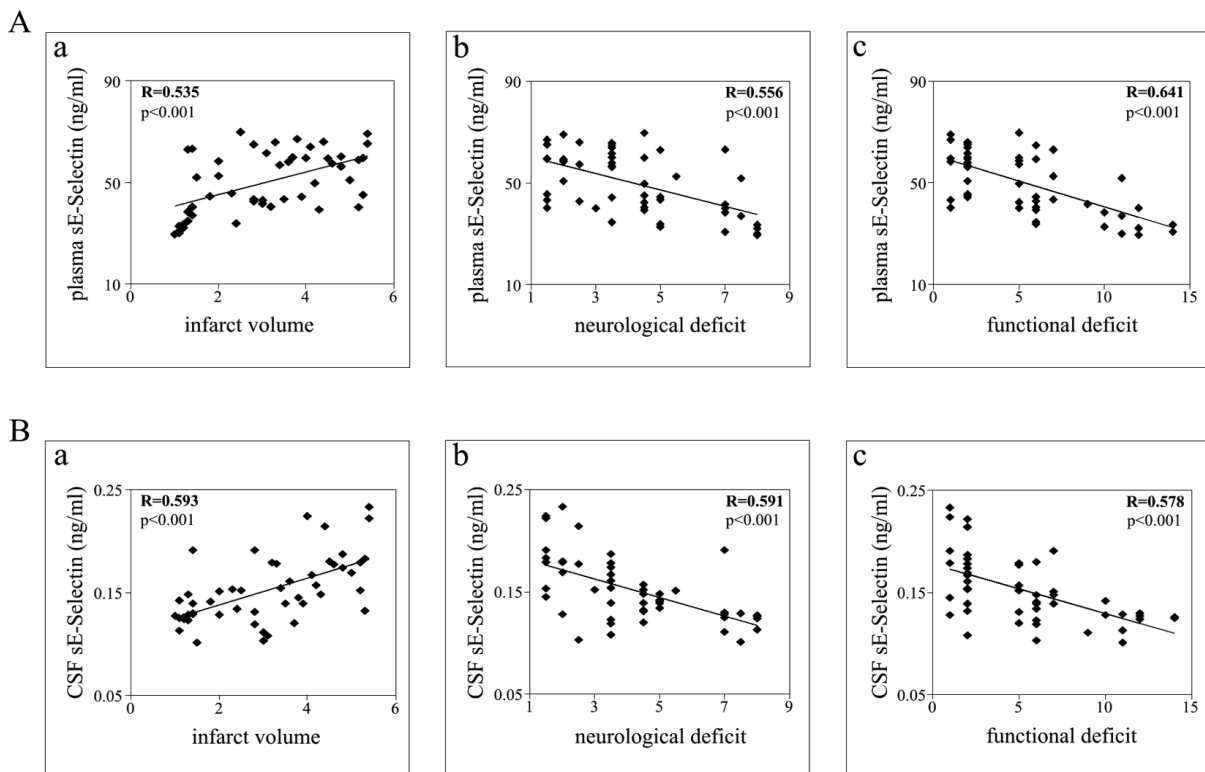 A
a
R=0.535
p<0.001
plasma sE-Selectin (ng/ml)
90
50
10
0
2
4
6
infarct volume
b
R=0.556
p<0.001
plasma sE-Selectin (ng/ml)
90
50
10
1
3
5
7
9
neurological deficit
c
R=0.641
p<0.001
plasma sE-Selectin (ng/ml)
90
50
10
0
5
10
15
functional deficit
B
a
R=0.593
p<0.001
CSF sE-Selectin (ng/ml)
0.25
0.15
0.05
0
2
4
6
infarct volume
b
R=0.591
p<0.001
CSF sE-Selectin (ng/ml)
0.25
0.15
0.05
1
3
5
7
9
neurological deficit
c
R=0.578
p<0.001
CSF sE-Selectin (ng/ml)
0.25
0.15
0.05
0
5
10
15
functional deficit